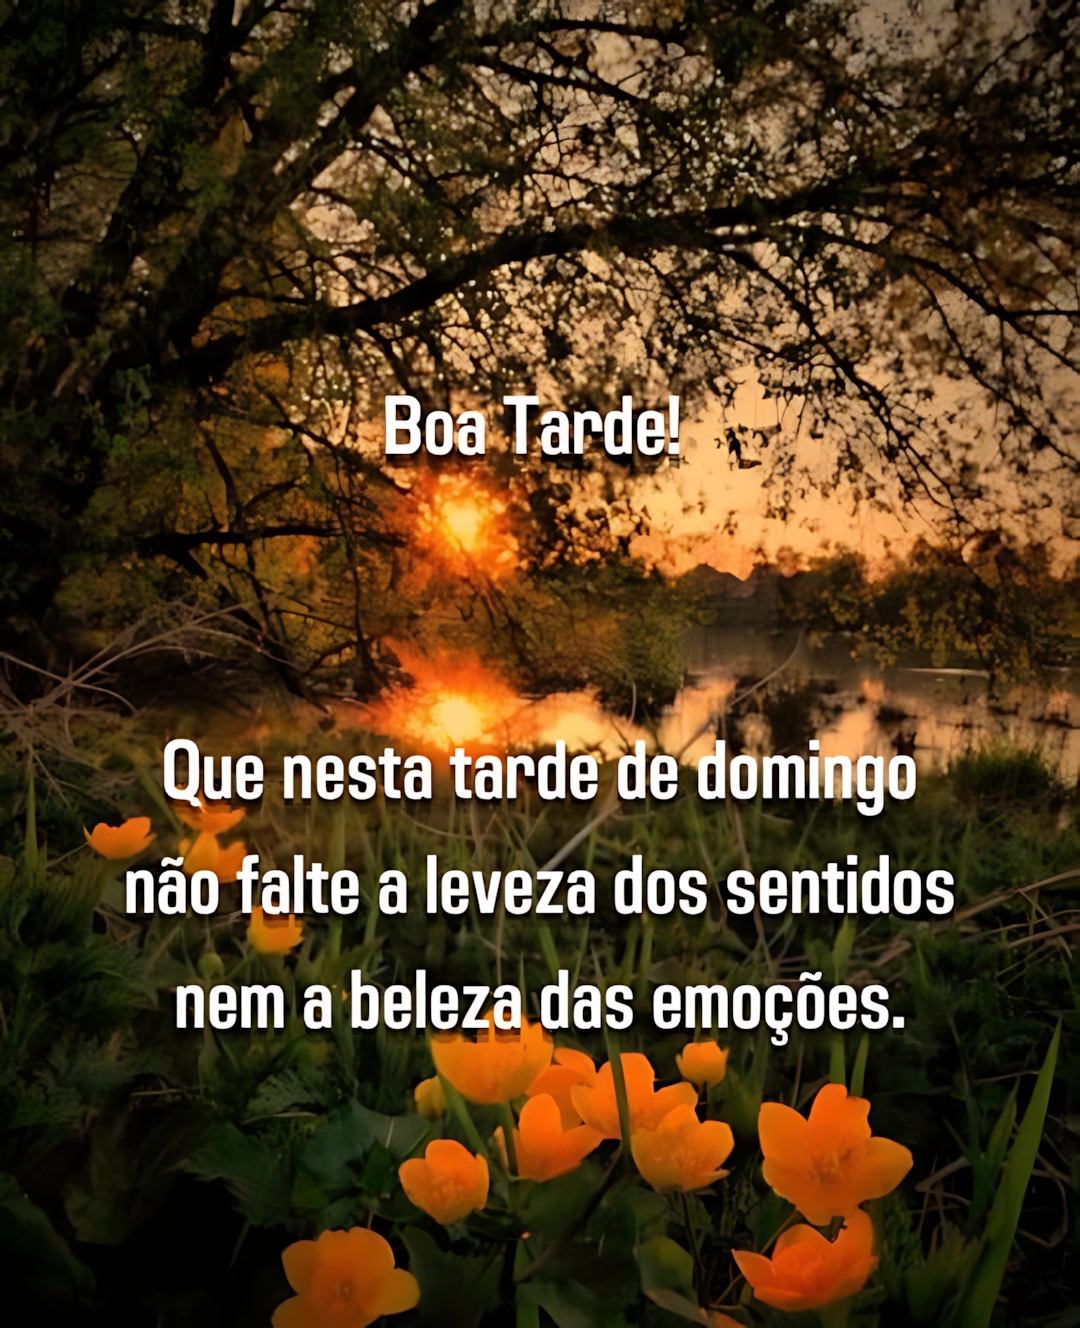 Boa Tarde!
Que nesta tarde de domingo
não falte a leveza dos sentidos
nem a beleza das emoções.